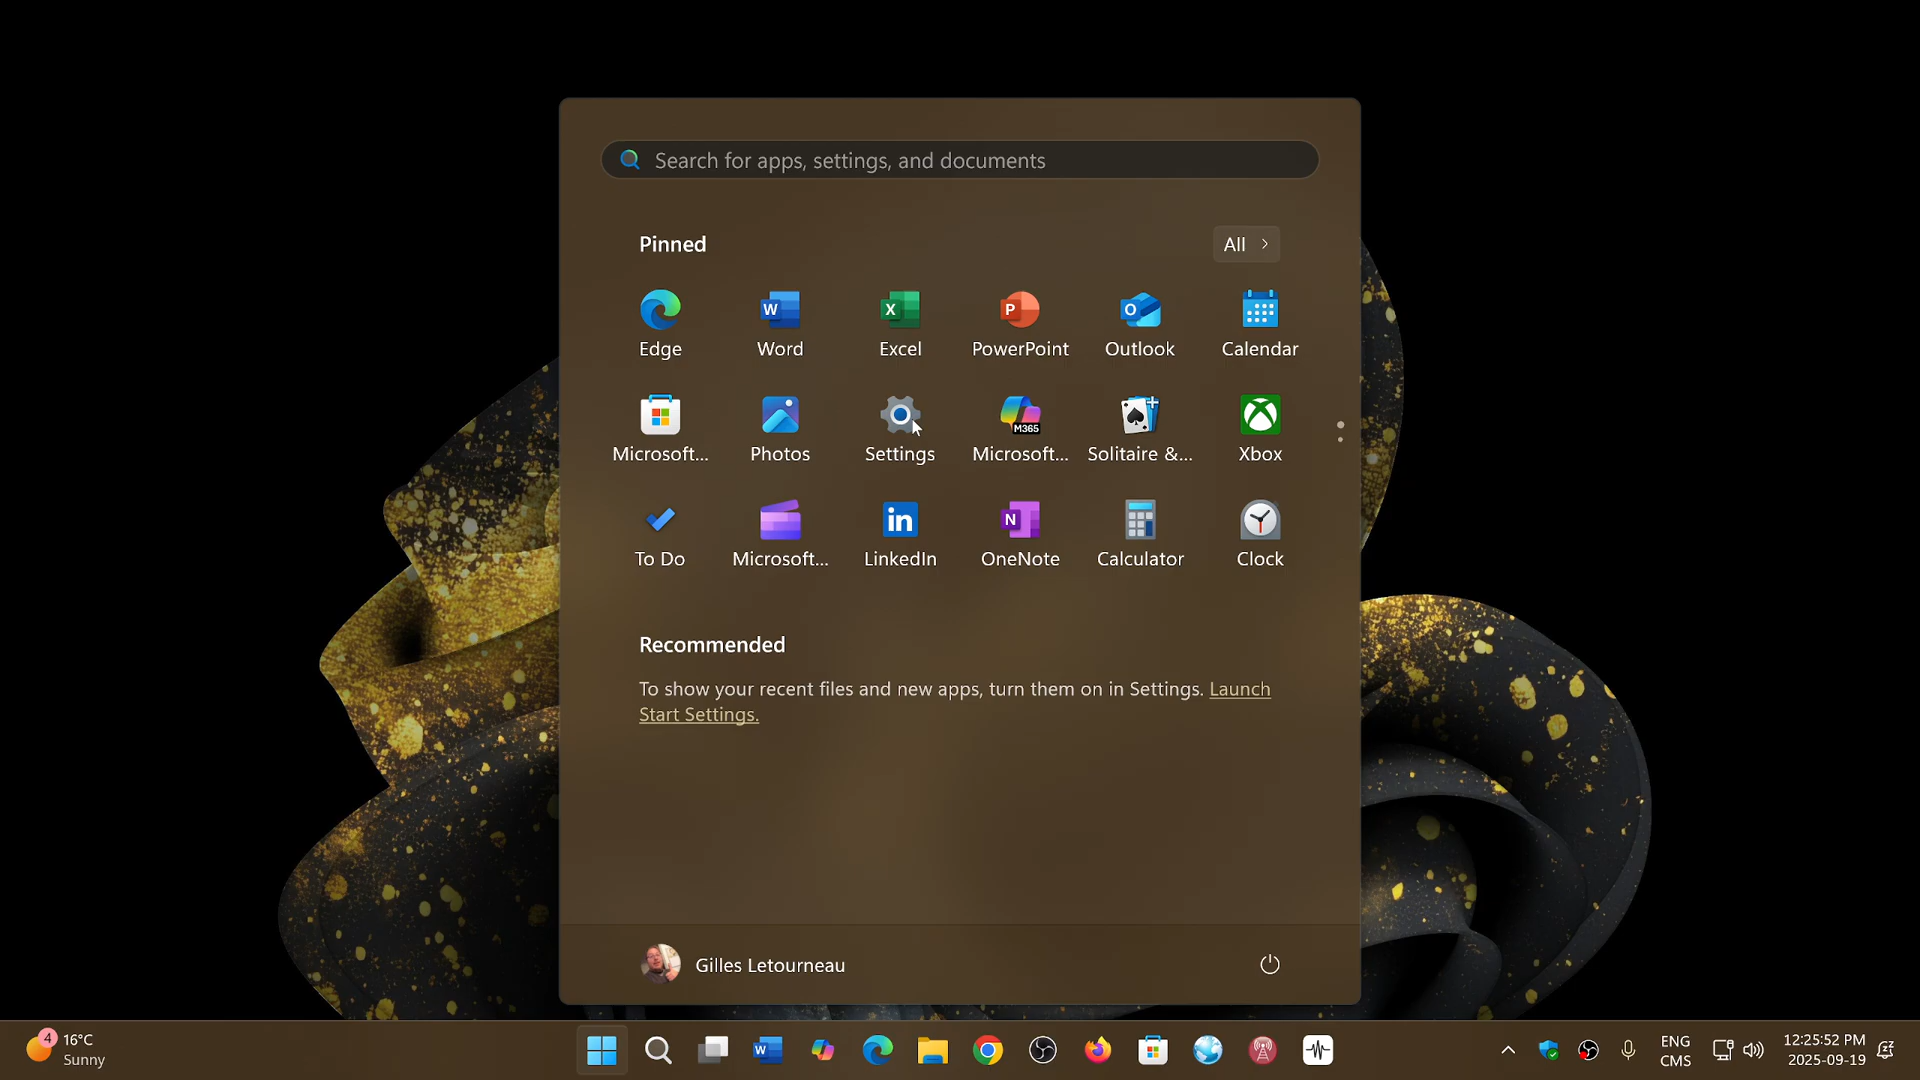 Search for apps, settings, and documents
Pinned
All
Edge
Word
Excel
PowerPoint
Outlook
Calendar
Microsoft...
Photos
Settings
Microsoft...
Solitaire &...
Xbox
To Do
Microsoft...
LinkedIn
OneNote
Calculator
Clock
W
X
P
O
M365
in
N
Recommended
To show your recent files and new apps, turn them on in Settings. Launch
Start Settings.
Gilles Letourneau
4
16°C
Sunny
W
ENG
CMS
12:25:52 PM
2025-09-19